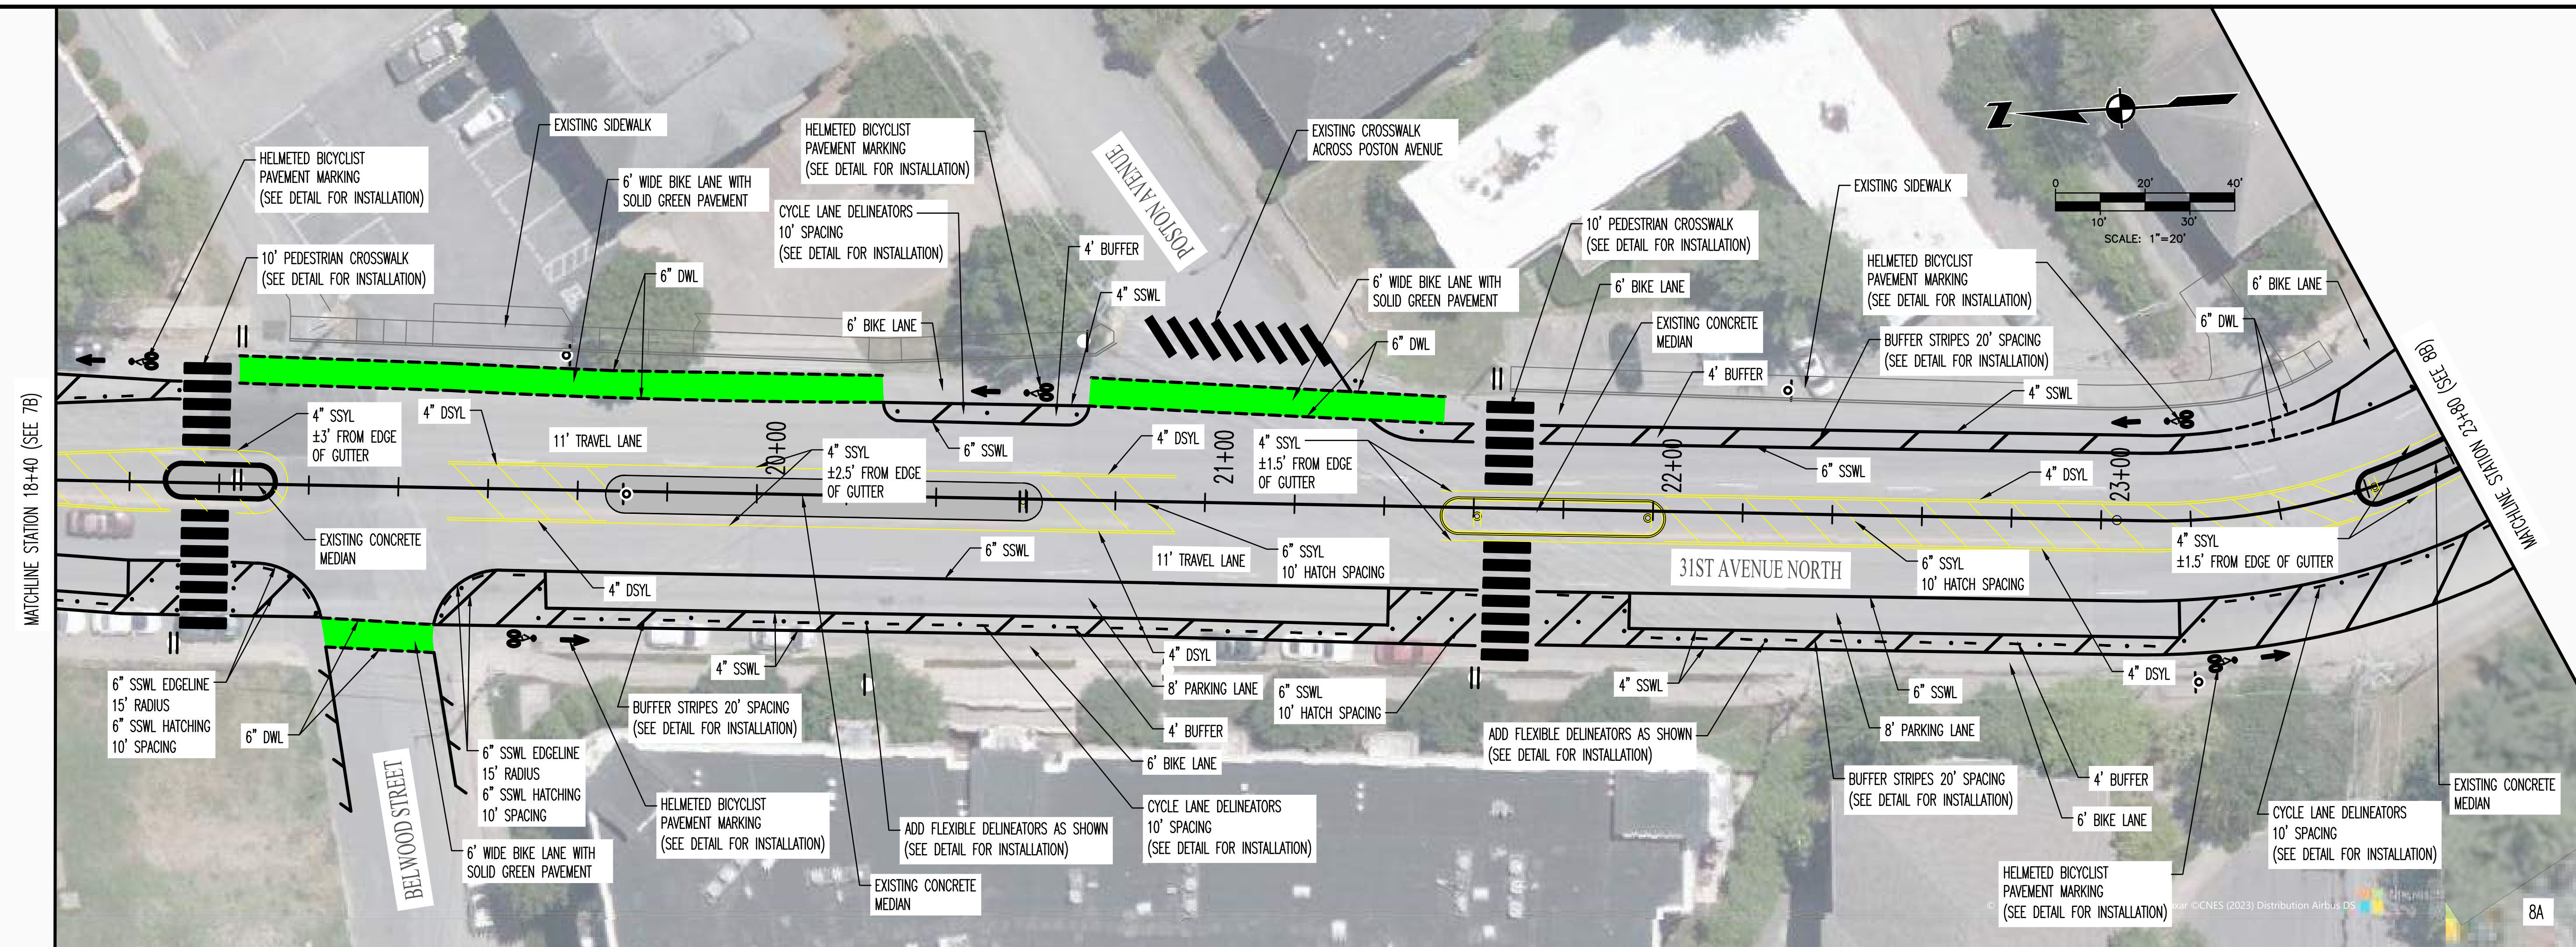 MATCHLINE STATION 18+40 (SEE 7B)
HELMETED BICYCLIST
PAVEMENT MARKING
(SEE DETAIL FOR INSTALLATION)
10' PEDESTRIAN CROSSWALK
(SEE DETAIL FOR INSTALLATION)
EXISTING SIDEWALK
6' WIDE BIKE LANE WITH
SOLID GREEN PAVEMENT
6" DWL
HELMETED BICYCLIST
PAVEMENT MARKING
(SEE DETAIL FOR INSTALLATION)
CYCLE LANE DELINEATORS
10' SPACING
(SEE DETAIL FOR INSTALLATION)
4' BUFFER
4" SSWL
6' BIKE LANE
POSTON AVENUE
EXISTING CROSSWALK
ACROSS POSTON AVENUE
6' WIDE BIKE LANE WITH
SOLID GREEN PAVEMENT
6" DWL
10' PEDESTRIAN CROSSWALK
(SEE DETAIL FOR INSTALLATION)
6' BIKE LANE
EXISTING CONCRETE
MEDIAN
4' BUFFER
EXISTING SIDEWALK
HELMETED BICYCLIST
PAVEMENT MARKING
(SEE DETAIL FOR INSTALLATION)
BUFFER STRIPES 20' SPACING
(SEE DETAIL FOR INSTALLATION)
4" SSWL
Z
0
20'
40'
10'
30'
SCALE: 1"=20'
6' BIKE LANE
6" DWL
MATCHLINE STATION 23+80 (SEE 8B)
4" SSYL
±3' FROM EDGE
OF GUTTER
4" DSYL
11' TRAVEL LANE
20+00
4" SSYL
±2.5' FROM EDGE
OF GUTTER
6" SSWL
4" DSYL
21+00
4" SSYL
±1.5' FROM EDGE
OF GUTTER
22+00
6" SSWL
4" DSYL
23+00
EXISTING CONCRETE
MEDIAN
4" DSYL
6" SSWL
11' TRAVEL LANE
6" SSYL
10' HATCH SPACING
31ST AVENUE NORTH
6" SSYL
10' HATCH SPACING
4" SSYL
±1.5' FROM EDGE OF GUTTER
6" SSWL EDGELINE
15' RADIUS
6" SSWL HATCHING
10' SPACING
6" DWL
BELWOOD STREET
6" SSWL EDGELINE
15' RADIUS
6" SSWL HATCHING
10' SPACING
6' WIDE BIKE LANE WITH
SOLID GREEN PAVEMENT
4" SSWL
BUFFER STRIPES 20' SPACING
(SEE DETAIL FOR INSTALLATION)
HELMETED BICYCLIST
PAVEMENT MARKING
(SEE DETAIL FOR INSTALLATION)
ADD FLEXIBLE DELINEATORS AS SHOWN
(SEE DETAIL FOR INSTALLATION)
EXISTING CONCRETE
MEDIAN
4" DSYL
8' PARKING LANE
4' BUFFER
6' BIKE LANE
CYCLE LANE DELINEATORS
10' SPACING
(SEE DETAIL FOR INSTALLATION)
6" SSWL
10' HATCH SPACING
ADD FLEXIBLE DELINEATORS AS SHOWN
(SEE DETAIL FOR INSTALLATION)
4" SSWL
6" SSWL
8' PARKING LANE
4" DSYL
BUFFER STRIPES 20' SPACING
(SEE DETAIL FOR INSTALLATION)
4' BUFFER
6' BIKE LANE
HELMETED BICYCLIST
PAVEMENT MARKING
(SEE DETAIL FOR INSTALLATION)
CYCLE LANE DELINEATORS
10' SPACING
(SEE DETAIL FOR INSTALLATION)
EXISTING CONCRETE
MEDIAN
©CNES (2023) Distribution Airbus DS
8A